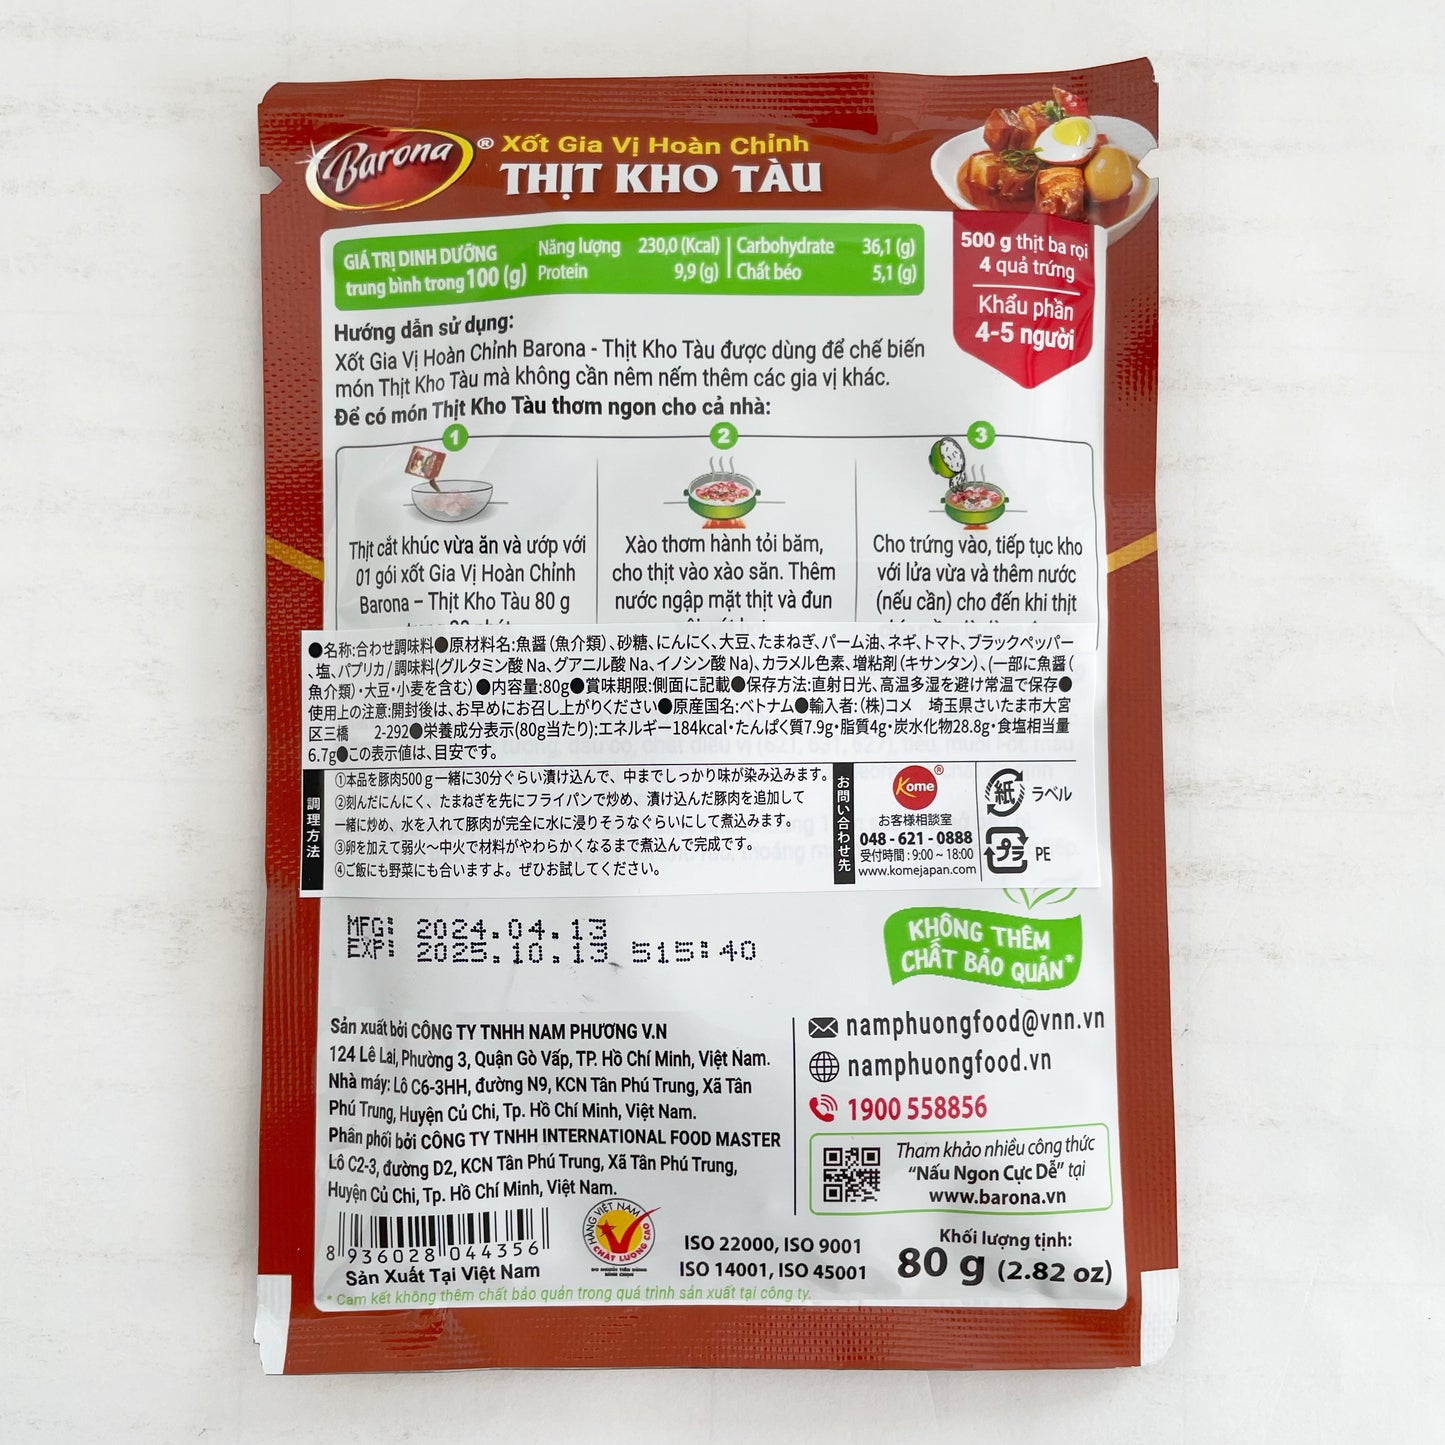 Barona
® Xốt Gia Vị Hoàn Chỉnh
THỊT KHO TÀU
GIÁ TRỊ DINH DƯỠNG
trung bình trong 100 (g)
Năng lượng 230,0 (Kcal) | Carbohydrate 36,1 (g)
Protein 9,9 (g) | Chất béo 5,1 (g)
500 g thịt ba rọi
4 quả trứng
Khẩu phần
4-5 người
Hướng dẫn sử dụng:
Xốt Gia Vị Hoàn Chỉnh Barona - Thịt Kho Tàu được dùng để chế biến
món Thịt Kho Tàu mà không cần nêm nếm thêm các gia vị khác.
Để có món Thịt Kho Tàu thơm ngon cho cả nhà:
1
Thịt cắt khúc vừa ăn và ướp với
01 gói xốt Gia Vị Hoàn Chỉnh
Barona – Thịt Kho Tàu 80 g
2
Xào thơm hành tỏi băm,
cho thịt vào xào săn. Thêm
nước ngập mặt thịt và đun
3
Cho trứng vào, tiếp tục kho
với lửa vừa và thêm nước
(nếu cần) cho đến khi thịt
●名称:合わせ調味料●原材料名:魚醤(魚介類)、砂糖、にんにく、大豆、たまねぎ、パーム油、ネギ、トマト、ブラックペッパー
、塩、パプリカ/調味料(グルタミン酸Na、グアニル酸Na、イノシン酸Na)、カラメル色素、増粘剤(キサンタン)、(一部に魚醤(
魚介類)・大豆・小麦を含む)●内容量:80g●賞味期限:側面に記載●保存方法:直射日光、高温多湿を避け常温で保存●
使用上の注意:開封後は、お早めにお召し上がりください●原産国名:ベトナム●輸入者:(株)コメ 埼玉県さいたま市大宮
区三橋 2-292●栄養成分表示(80g当たり):エネルギー184kcal・たんぱく質7.9g・脂質4g・炭水化物28.8g・食塩相当量
6.7g●この表示値は、目安です。
調理方法
①本品を豚肉500g一緒に30分ぐらい漬け込んで、中までしっかり味が染み込みます。
②刻んだにんにく、たまねぎを先にフライパンで炒め、漬け込んだ豚肉を追加して
一緒に炒め、水を入れて豚肉が完全に水に浸りそうなぐらいにして煮込みます。
③卵を加えて弱火〜中火で材料がやわらかくなるまで煮込んで完成です。
④ご飯にも野菜にも合いますよ。ぜひお試してください。
お問い合わせ先
Kome®
お客様相談室
048-621-0888
受付時間:9:00~18:00
www.komejapan.com
紙 ラベル
プラ PE
MFG: 2024.04.13
EXP: 2025.10.13 515:40
KHÔNG THÊM
CHẤT BẢO QUẢN*
Sản xuất bởi CÔNG TY TNHH NAM PHƯƠNG V.N
124 Lê Lai, Phường 3, Quận Gò Vấp, TP. Hồ Chí Minh, Việt Nam.
Nhà máy: Lô C6-3HH, đường N9, KCN Tân Phú Trung, Xã Tân
Phú Trung, Huyện Củ Chi, Tp. Hồ Chí Minh, Việt Nam.
Phân phối bởi CÔNG TY TNHH INTERNATIONAL FOOD MASTER
Lô C2-3, đường D2, KCN Tân Phú Trung, Xã Tân Phú Trung,
Huyện Củ Chi, Tp. Hồ Chí Minh, Việt Nam.
namphuongfood@vnn.vn
namphuongfood.vn
1900 558856
Tham khảo nhiều công thức
"Nấu Ngon Cực Dễ" tại
www.barona.vn
8 936028 044356
Sản Xuất Tại Việt Nam
HÀNG VIỆT NAM
CHẤT LƯỢNG CAO
DO NGƯỜI TIÊU DÙNG
BÌNH CHỌN
ISO 22000, ISO 9001
ISO 14001, ISO 45001
Khối lượng tịnh:
80 g (2.82 oz)
* Cam kết không thêm chất bảo quản trong quá trình sản xuất tại công ty.